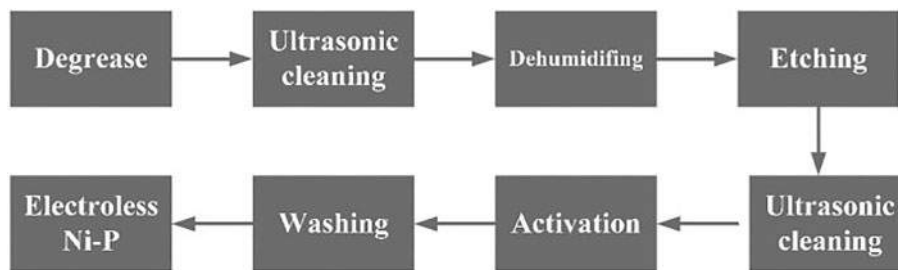 Degrease
Ultrasonic
cleaning
Dehumidifing
Etching
Ultrasonic
cleaning
Activation
Washing
Electroless
Ni-P